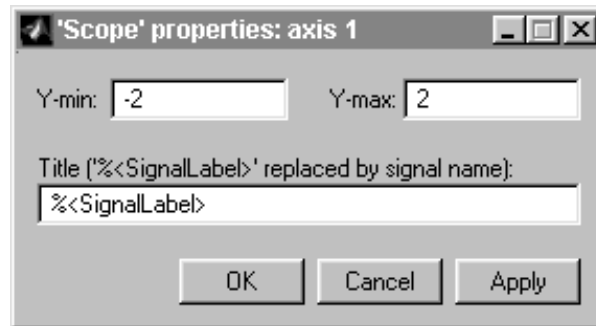 'Scope' properties: axis 1
Y-min: -2 Y-max: 2
Title ('%<SignalLabel>' replaced by signal name):
%<SignalLabel>
OK Cancel Apply